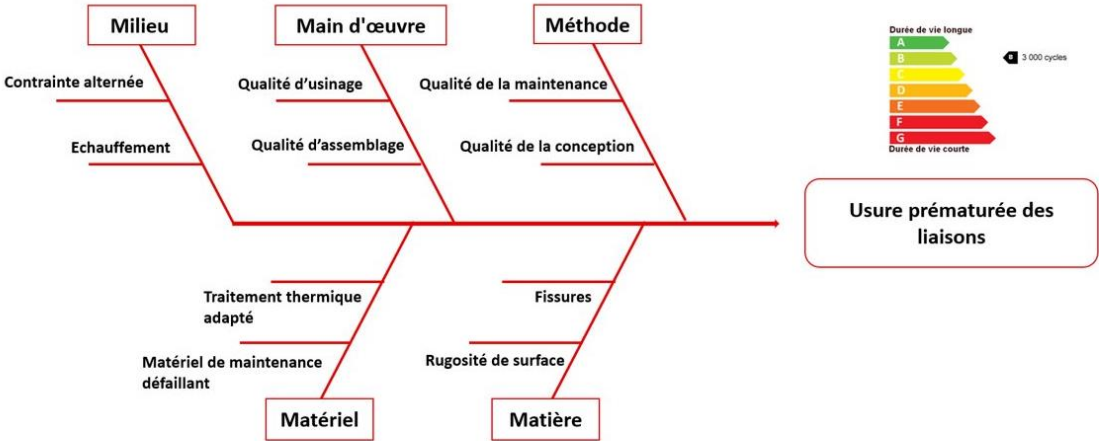 Milieu
Main d'œuvre
Méthode
Durée de vie longue
A
B
C
D
E
F
G
B 3 000 cycles
Durée de vie courte
Contrainte alternée
Qualité d’usinage
Qualité de la maintenance
Echauffement
Qualité d’assemblage
Qualité de la conception
Usure prématurée des
liaisons
Traitement thermique
adapté
Fissures
Matériel de maintenance
défaillant
Rugosité de surface
Matériel
Matière